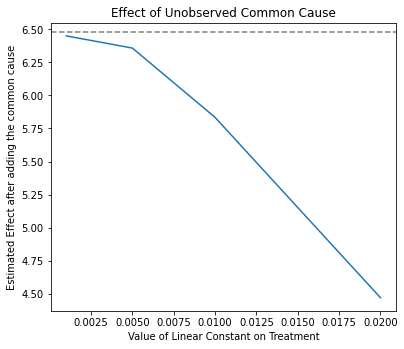 Effect of Unobserved Common Cause
Estimated Effect after adding the common cause
6.50
6.25
6.00
5.75
5.50
5.25
5.00
4.75
4.50
0.0025 0.0050 0.0075 0.0100 0.0125 0.0150 0.0175 0.0200
Value of Linear Constant on Treatment